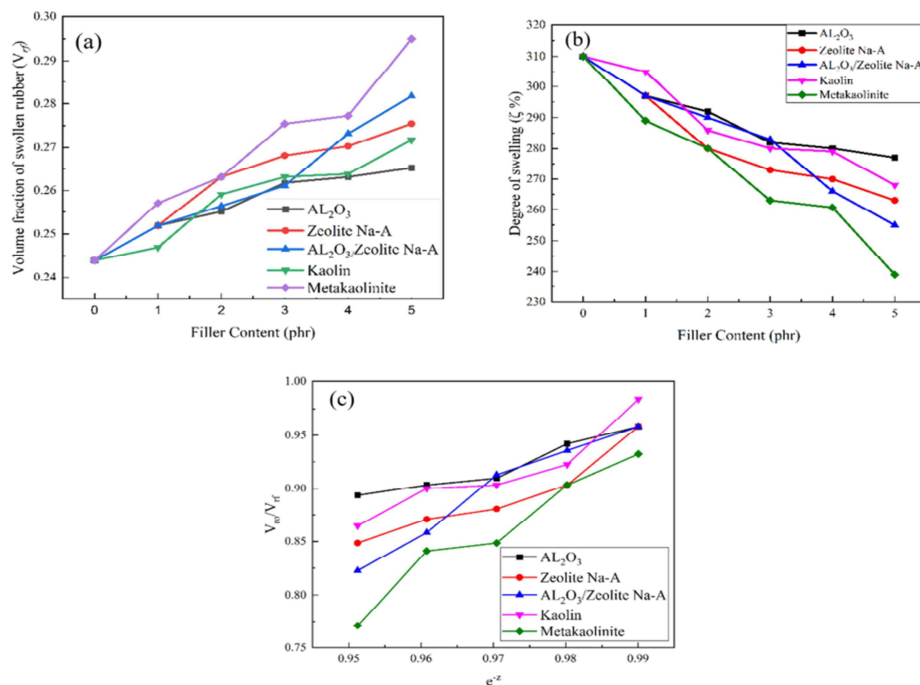 (a)
Volume fraction of swollen rubber (Vrf)
0.30
0.29
0.28
0.27
0.26
0.25
0.24
0 1 2 3 4 5
Filler Content (phr)
AL2O3
Zeolite Na-A
AL2O3/Zeolite Na-A
Kaolin
Metakaolinite
(b)
Degree of swelling (ζ %)
320
310
300
290
280
270
260
250
240
230
0 1 2 3 4 5
Filler Content (phr)
AL2O3
Zeolite Na-A
AL2O3/Zeolite Na-A
Kaolin
Metakaolinite
(c)
Vro/Vrf
1.00
0.95
0.90
0.85
0.80
0.75
0.95 0.96 0.97 0.98 0.99
e-z
AL2O3
Zeolite Na-A
AL2O3/Zeolite Na-A
Kaolin
Metakaolinite